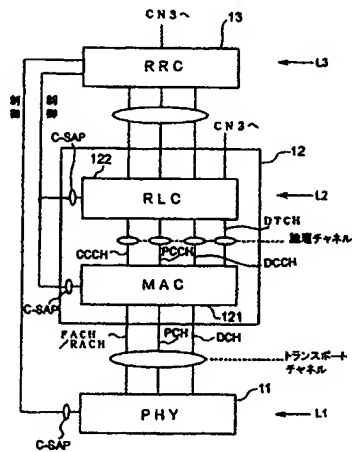 CN3へ
13
RRC
L3
制御
制御
CN3へ
C-SAP
122
12
RLC
L2
DTCH
論理チャネル
CCCH
PCCH
DCCH
MAC
C-SAP
121
FACH
/RACH
PCH
DCH
トランスポート
チャネル
11
PHY
L1
C-SAP